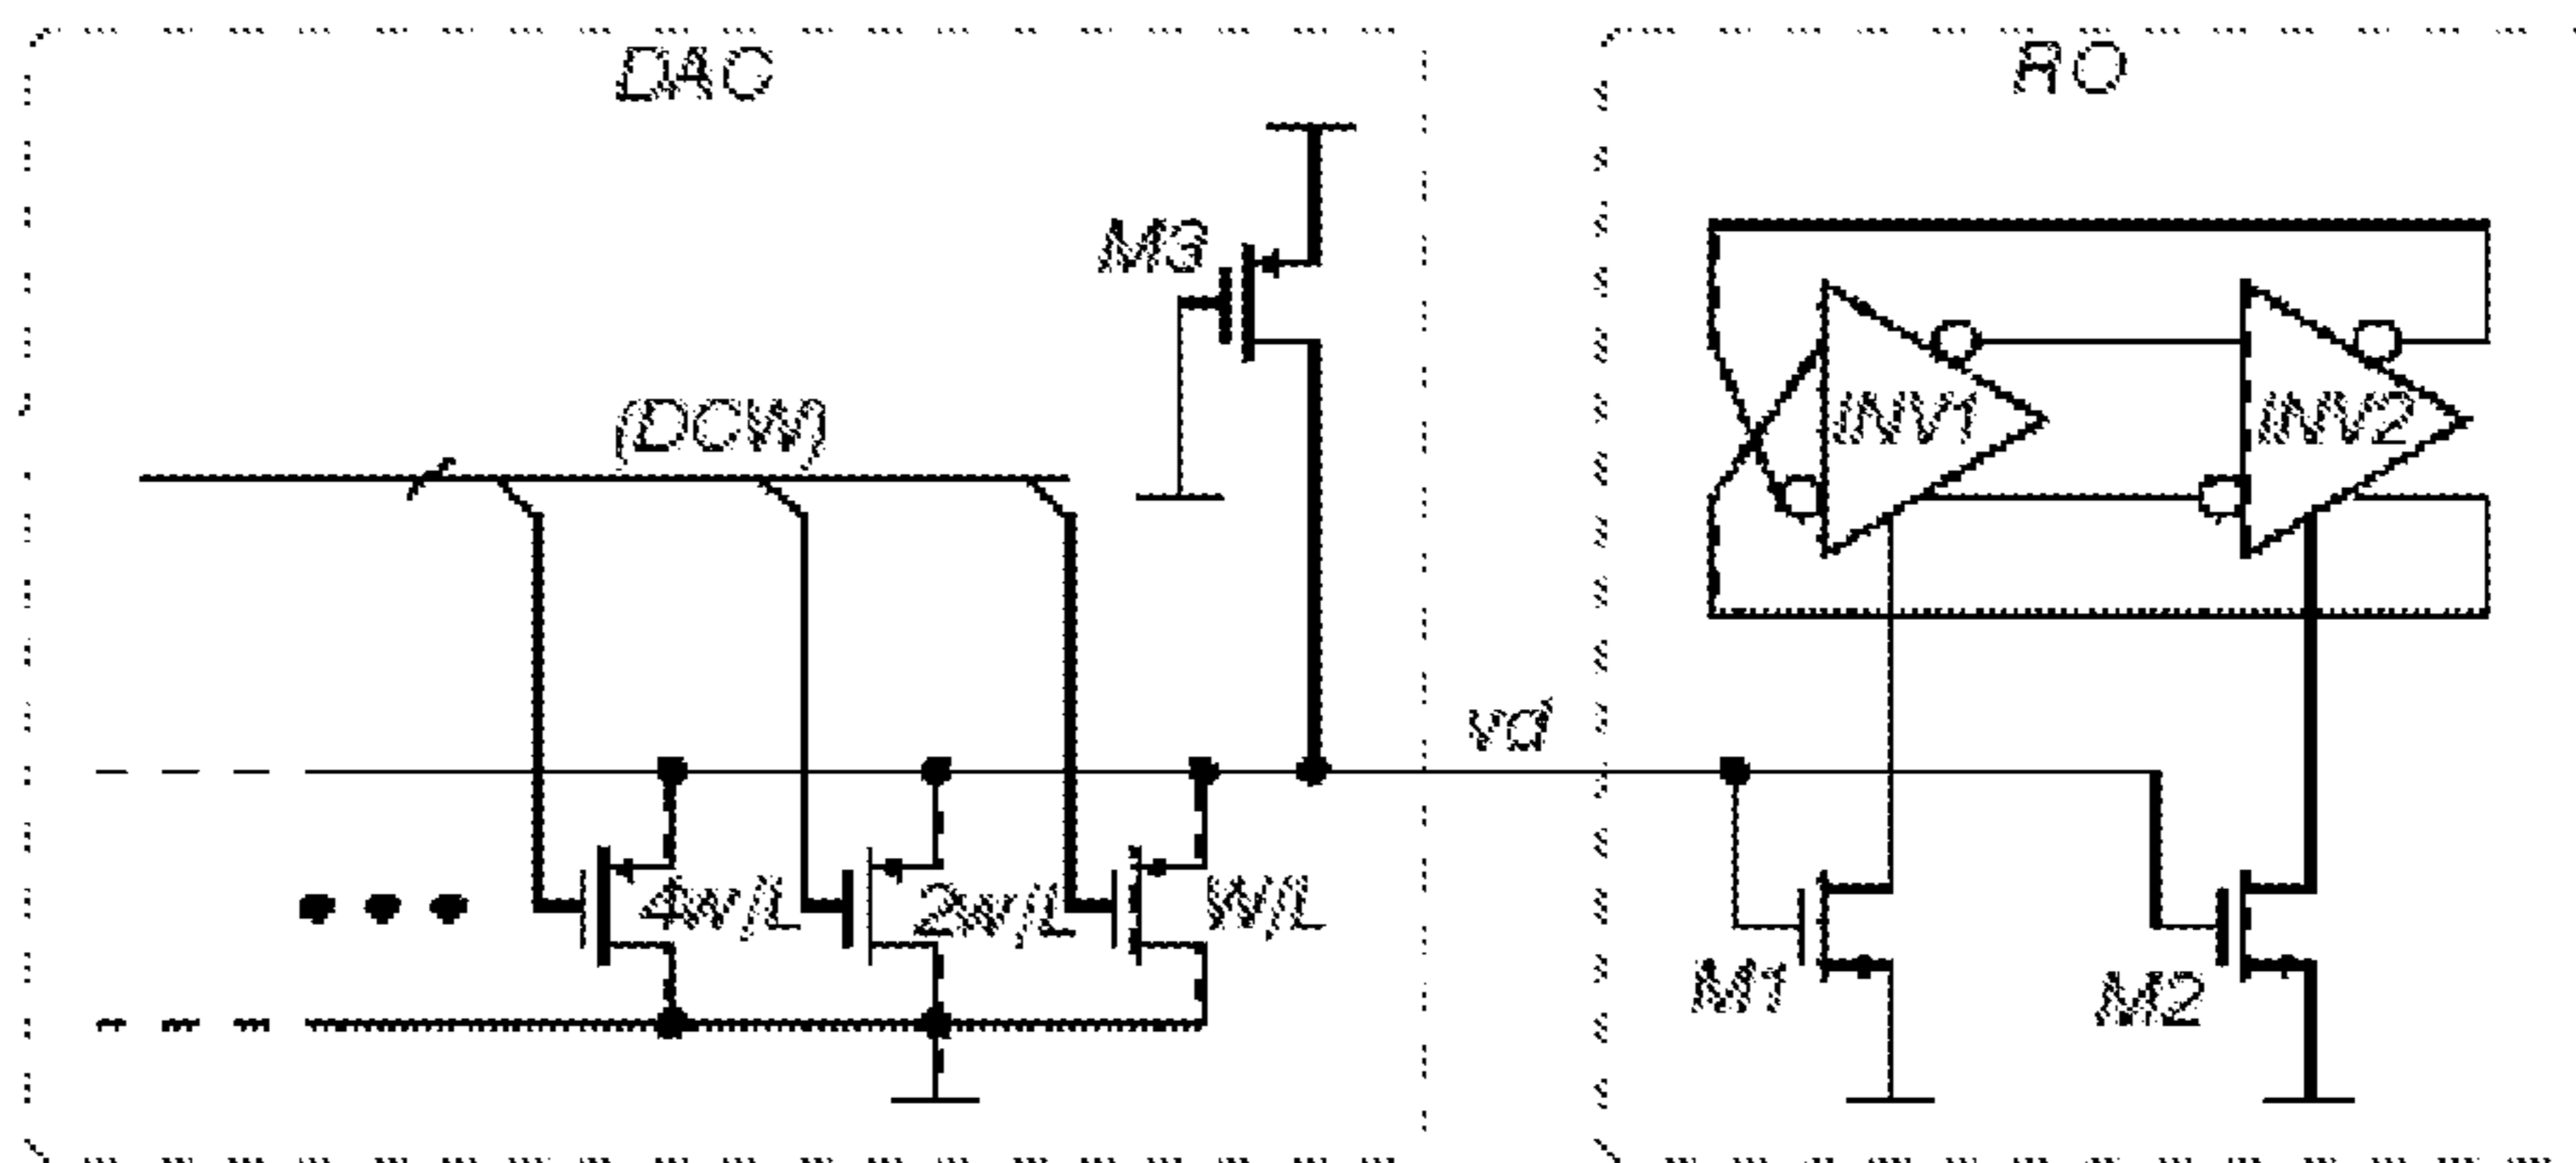 DAC
RO
M3
(DCW)
INV1
INV2
vd
4W/L
2W/L
W/L
M1
M2